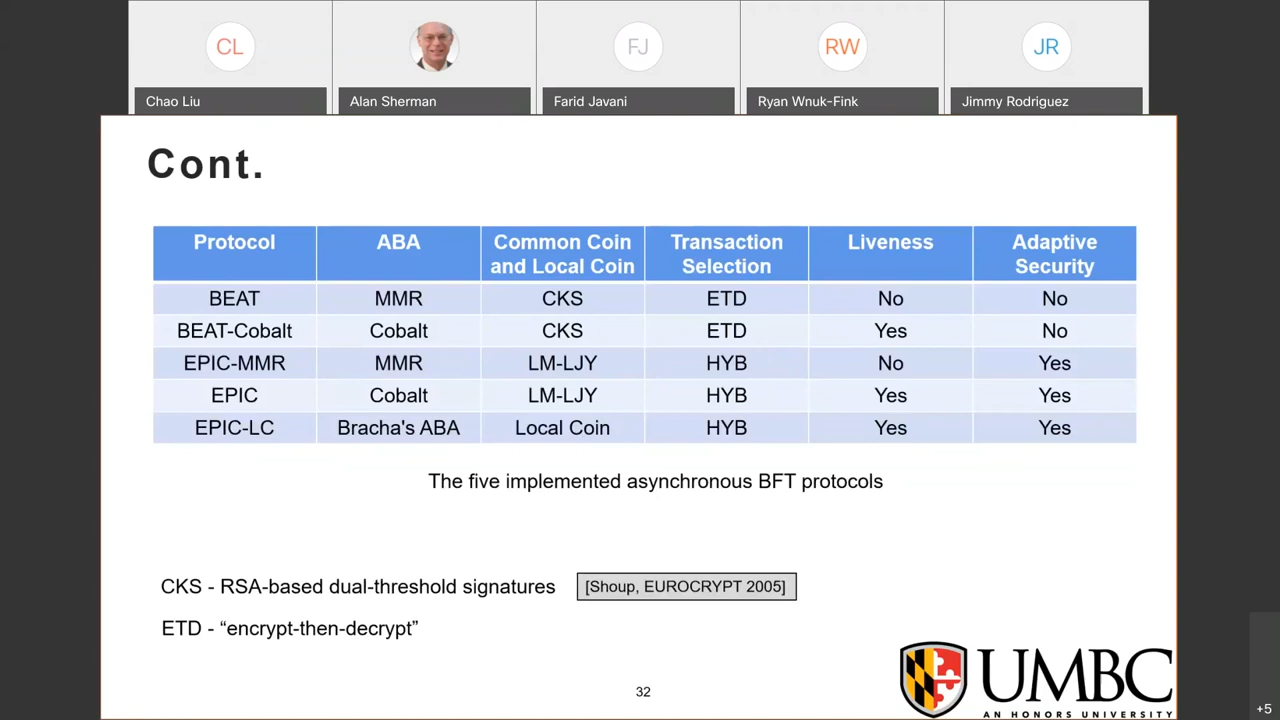 CL FJ RW JR
Chao Liu Alan Sherman Farid Javani Ryan Wnuk-Fink Jimmy Rodriguez
Cont.
Protocol ABA Common Coin and Local Coin Transaction Selection Liveness Adaptive Security
BEAT MMR CKS ETD No No
BEAT-Cobalt Cobalt CKS ETD Yes No
EPIC-MMR MMR LM-LJY HYB No Yes
EPIC Cobalt LM-LJY HYB Yes Yes
EPIC-LC Bracha's ABA Local Coin HYB Yes Yes
The five implemented asynchronous BFT protocols
CKS - RSA-based dual-threshold signatures [Shoup, EUROCRYPT 2005]
ETD - “encrypt-then-decrypt”
UMBC
AN HONORS UNIVERSITY
32
+5